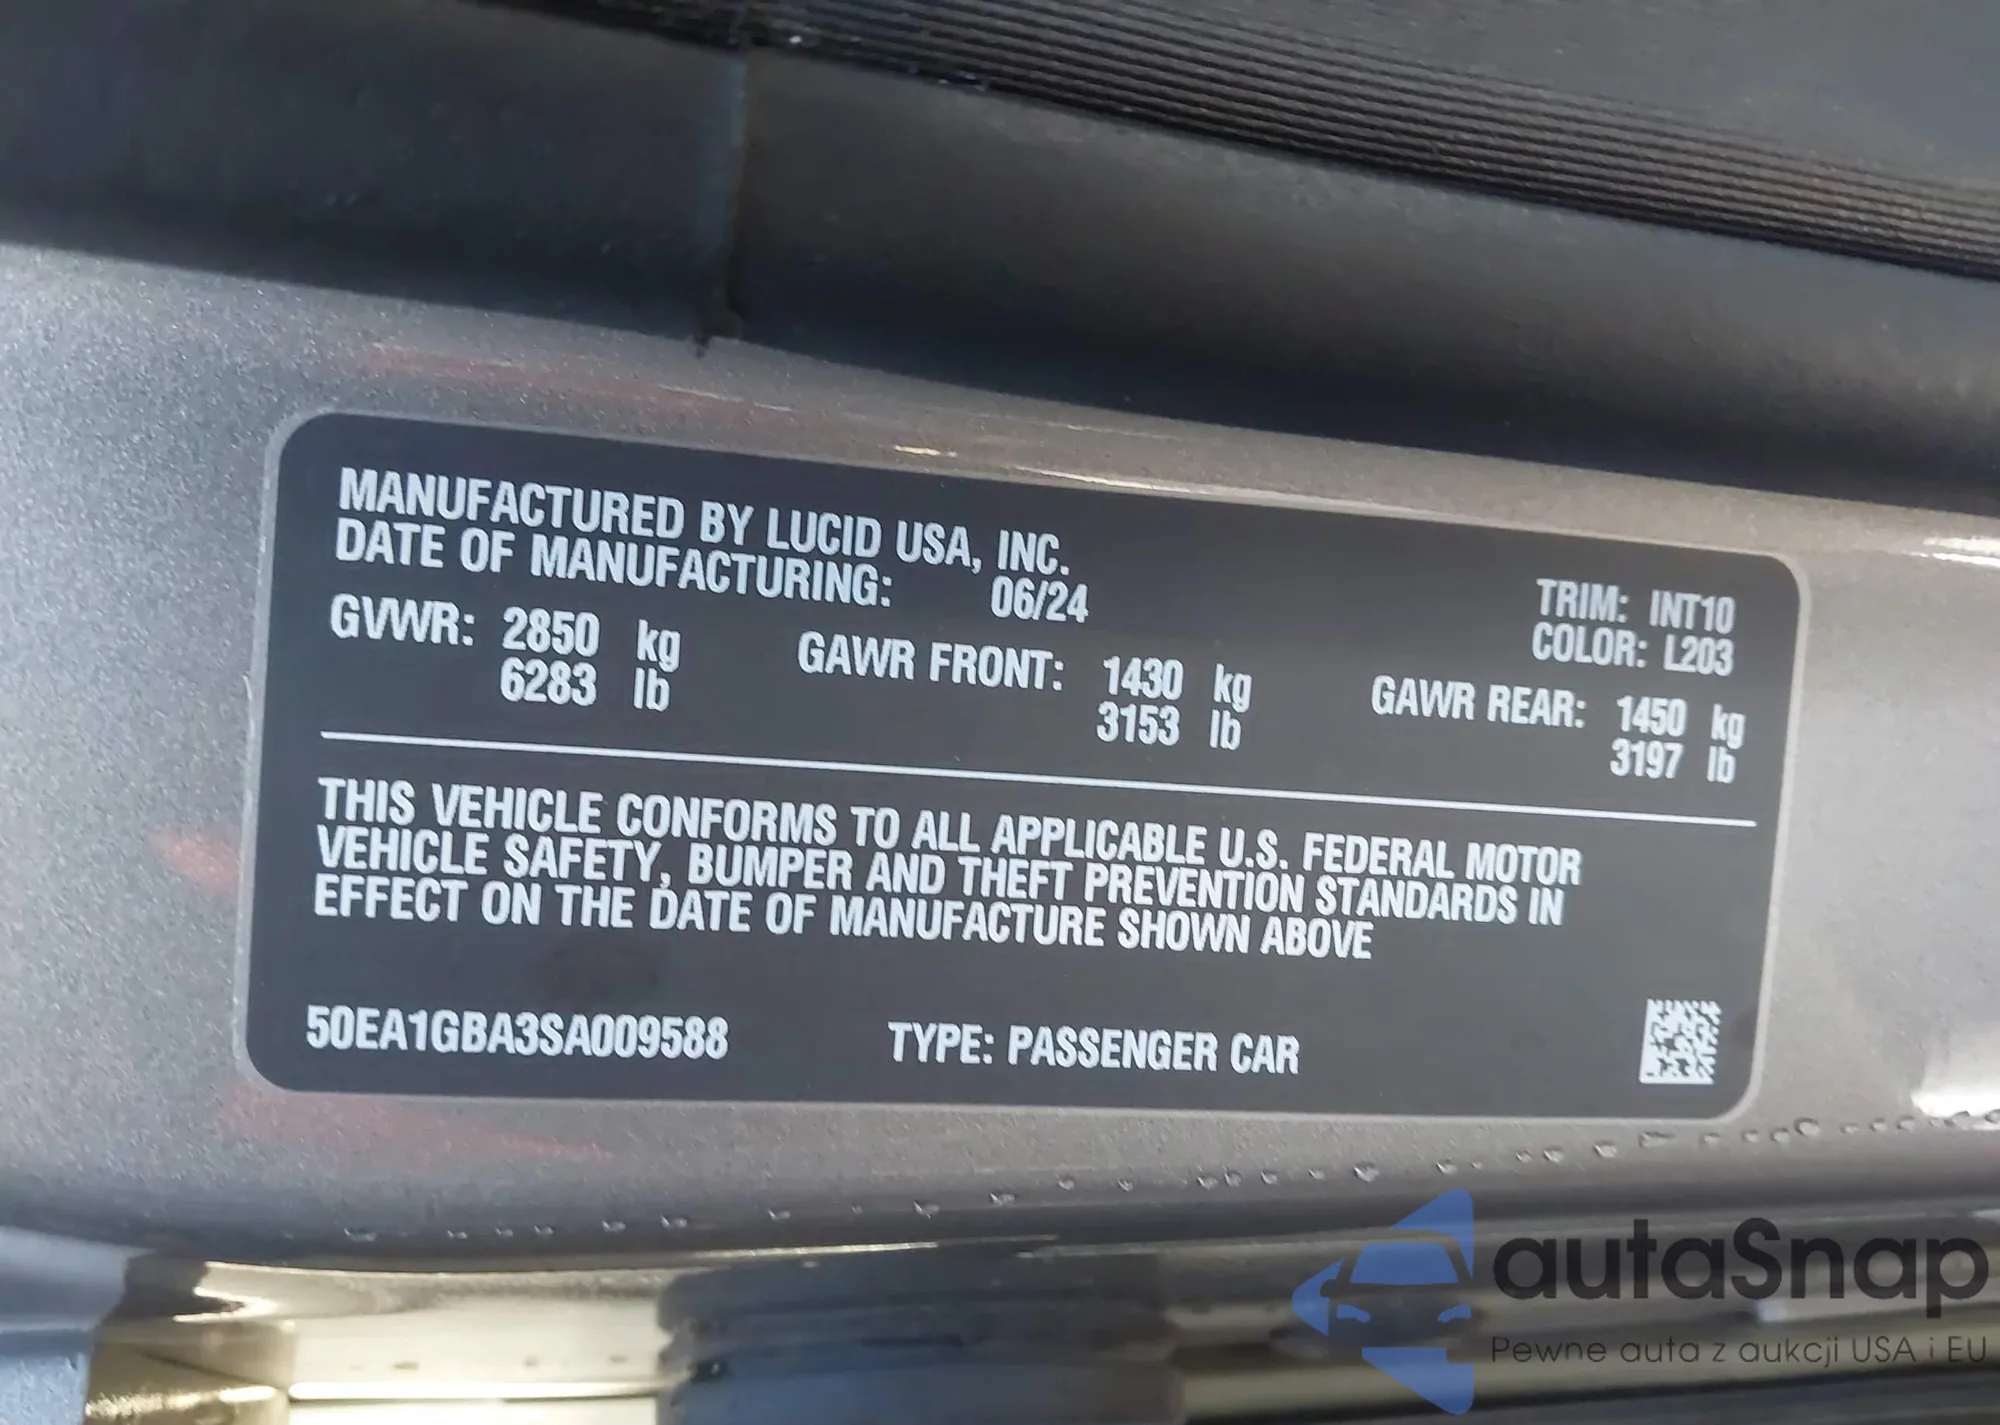 MANUFACTURED BY LUCID USA, INC.
DATE OF MANUFACTURING: 06/24
TRIM: INT10
COLOR: L203
GVWR: 2850 kg
6283 lb
GAWR FRONT: 1430 kg
3153 lb
GAWR REAR: 1450 kg
3197 lb
THIS VEHICLE CONFORMS TO ALL APPLICABLE U.S. FEDERAL MOTOR
VEHICLE SAFETY, BUMPER AND THEFT PREVENTION STANDARDS IN
EFFECT ON THE DATE OF MANUFACTURE SHOWN ABOVE
50EA1GBA3SA009588 TYPE: PASSENGER CAR
autaSnap
Pewne auta z aukcji USA i EU